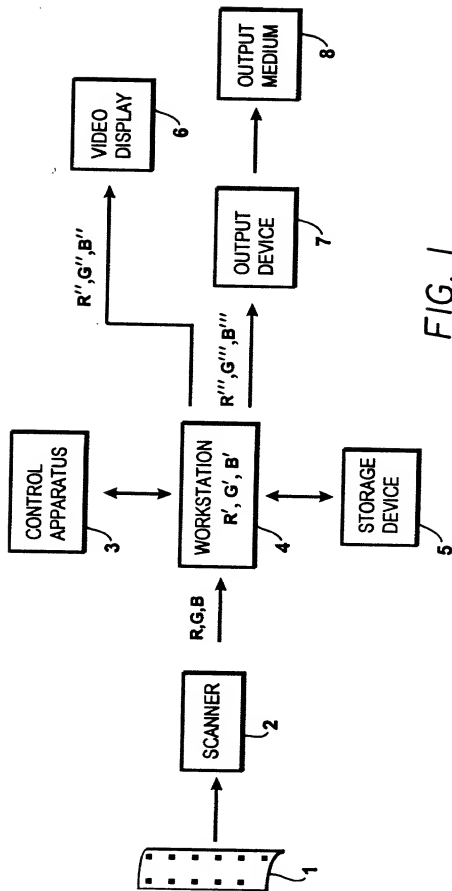 1
SCANNER
2
R,G,B
CONTROL
APPARATUS
3
WORKSTATION
R', G', B'
4
STORAGE
DEVICE
5
R'',G'',B''
VIDEO
DISPLAY
6
R''',G''',B'''
OUTPUT
DEVICE
7
OUTPUT
MEDIUM
8
FIG. 1